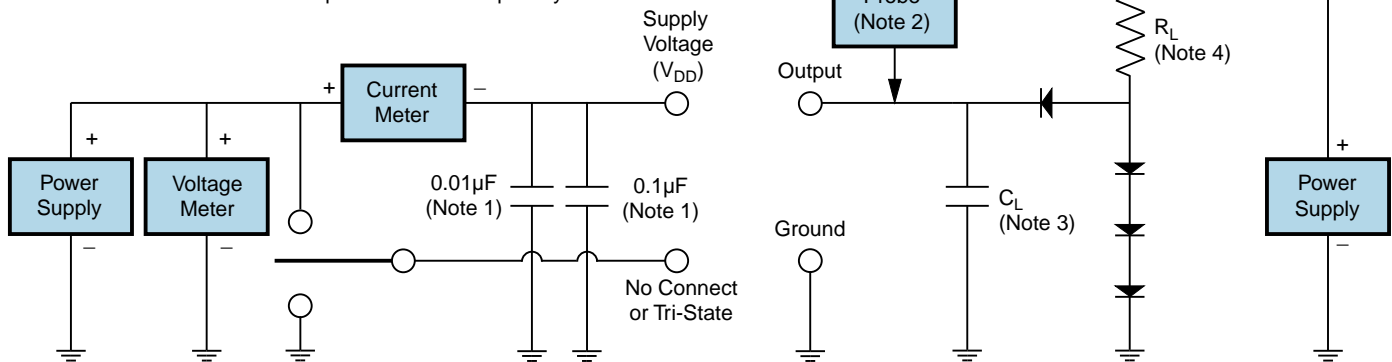 Supply
Voltage
(VDD)
Probe
(Note 2)
RL
(Note 4)
Output
+
Current
Meter
−
+
Power
Supply
−
+
Voltage
Meter
−
0.01µF
(Note 1)
0.1µF
(Note 1)
CL
(Note 3)
Ground
+
Power
Supply
−
No Connect
or Tri-State